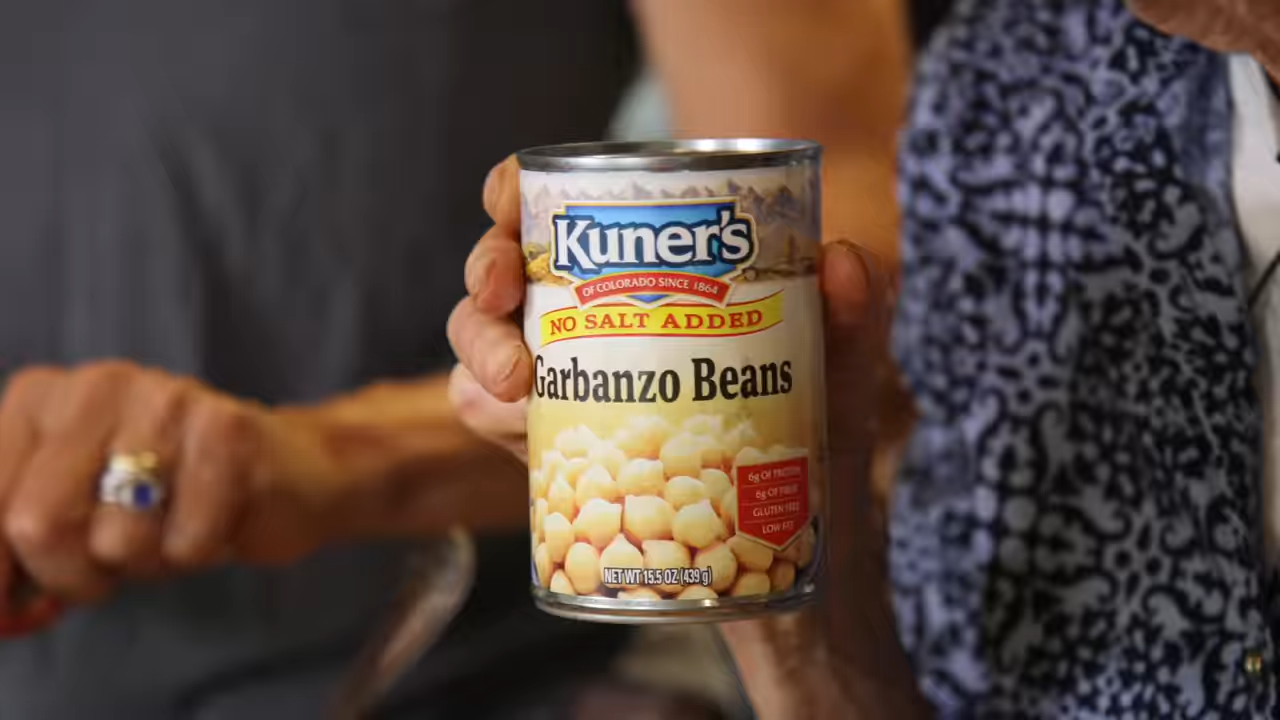 Kuner's
OF COLORADO SINCE 1864
NO SALT ADDED
Garbanzo Beans
6g OF PROTEIN
6g OF FIBER
GLUTEN FREE
LOW FAT
NET WT 15.5 OZ (439 g)